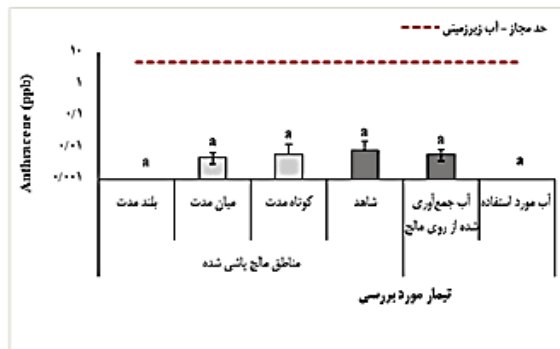 حد مجاز - آب زیرزمینی
Anthracene (ppb)
۱۰
۱
۰/۱
۰/۰۱
۰/۰۰۱
a a a a a a
بلند مدت میان مدت کوتاه مدت شاهد آب جمع‌آوری شده از روی مالچ آب مورد استفاده
مناطق مالچ پاشی شده
تیمار مورد بررسی